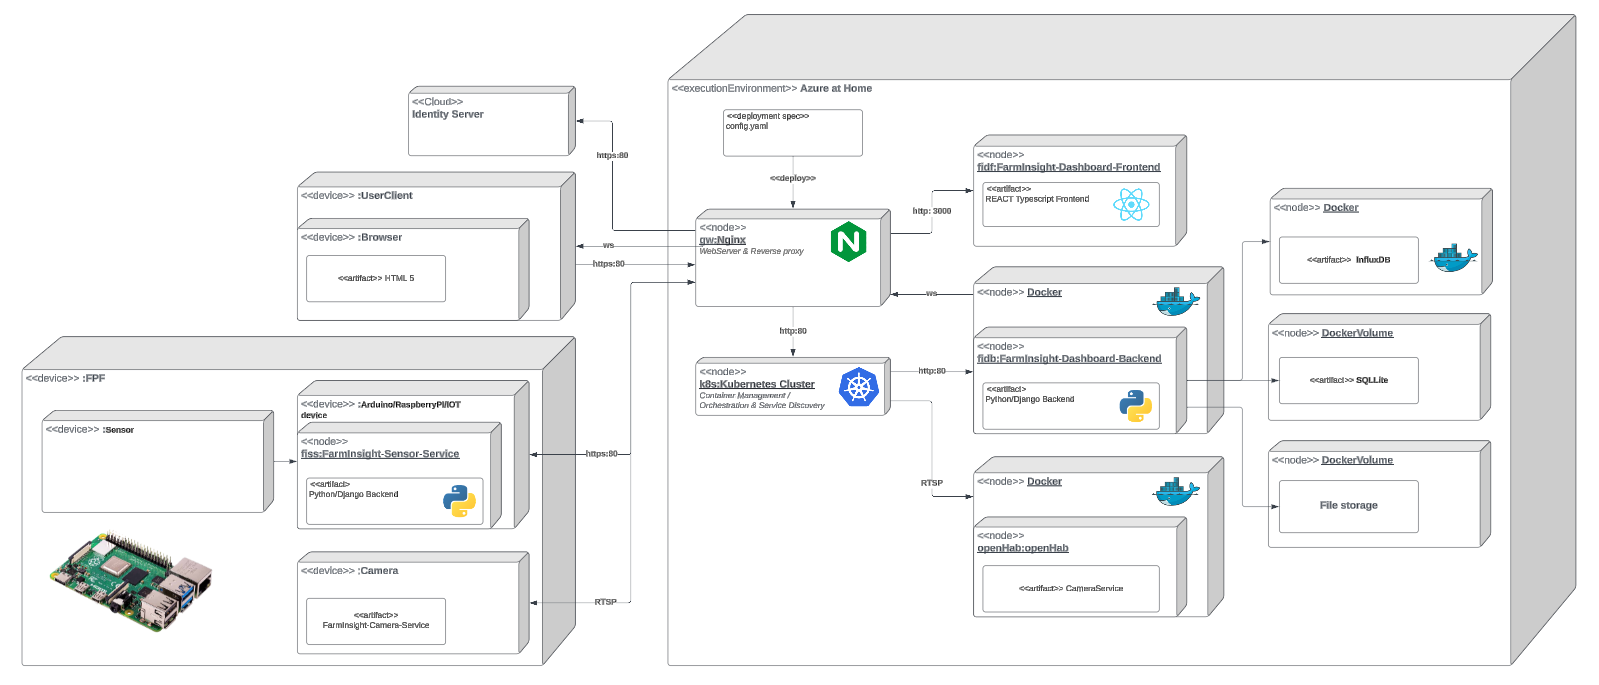 <<executionEnvironment>> Azure at Home
<<Cloud>>
Identity Server
https:80
<<deployment spec>>
config.yaml
<<deploy>>
<<device>> :UserClient
<<device>> :Browser
<<artifact>> HTML 5
ws
https:80
<<node>>
gw:Nginx
WebServer & Reverse proxy
http: 3000
<<node>>
fidf:FarmInsight-Dashboard-Frontend
<<artifact>>
REACT Typescript Frontend
<<node>> Docker
<<artifact>> InfluxDB
ws
<<node>> Docker
<<node>>
fidb:FarmInsight-Dashboard-Backend
<<artifact>
Python/Django Backend
http:80
<<node>>
k8s:Kubernetes Cluster
Container Management /
Orchestration & Service Discovery
http:80
<<node>> DockerVolume
<<artifact>> SQLLite
<<device>> :FPF
<<device>> :Sensor
<<device>> :Arduino/RaspberryPI/IOT
device
<<node>>
fiss:FarmInsight-Sensor-Service
<<artifact>
Python/Django Backend
https:80
RTSP
<<node>> Docker
<<node>>
openHab:openHab
<<artifact>> CameraService
<<node>> DockerVolume
File storage
<<device>> :Camera
<<artifact>>
FarmInsight-Camera-Service
RTSP